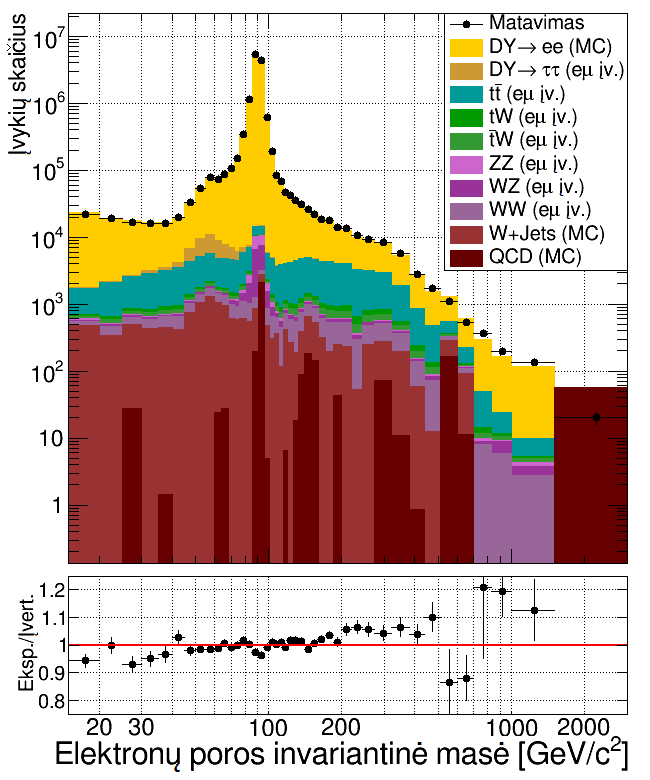 Įvykių skaičius
10⁷
10⁶
10⁵
10⁴
10³
10²
10
1
Matavimas
DY→ ee (MC)
DY→ ττ (eμ įv.)
tt̄ (eμ įv.)
tW (eμ įv.)
t̄W (eμ įv.)
ZZ (eμ įv.)
WZ (eμ įv.)
WW (eμ įv.)
W+Jets (MC)
QCD (MC)
Eksp./Įvert.
1.2
1.1
1
0.9
0.8
20 30 100 200 1000 2000
Elektronų poros invariantinė masė [GeV/c²]